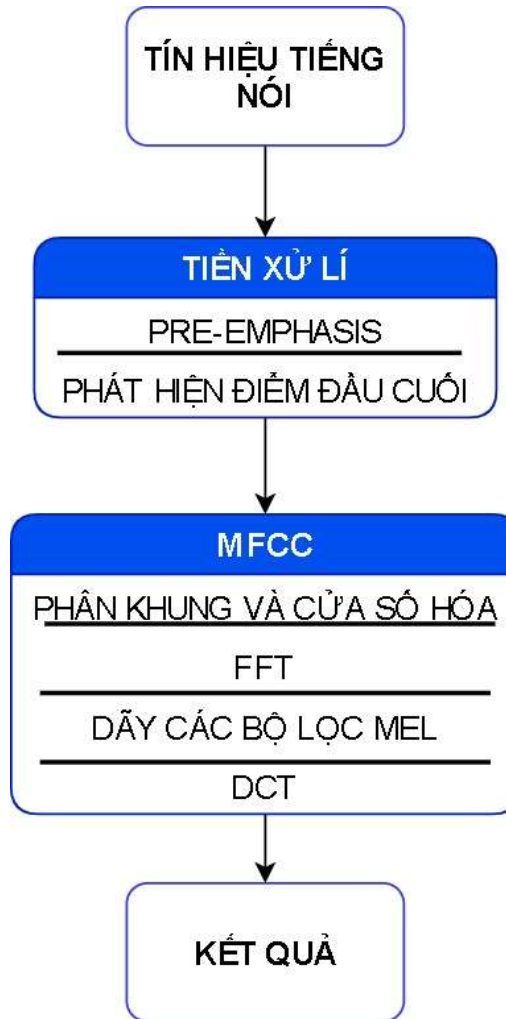 TÍN HIỆU TIẾNG
NÓI
TIỀN XỬ LÍ
PRE-EMPHASIS
PHÁT HIỆN ĐIỂM ĐẦU CUỐI
MFCC
PHÂN KHUNG VÀ CỬA SỔ HÓA
FFT
DÃY CÁC BỘ LỌC MEL
DCT
KẾT QUẢ